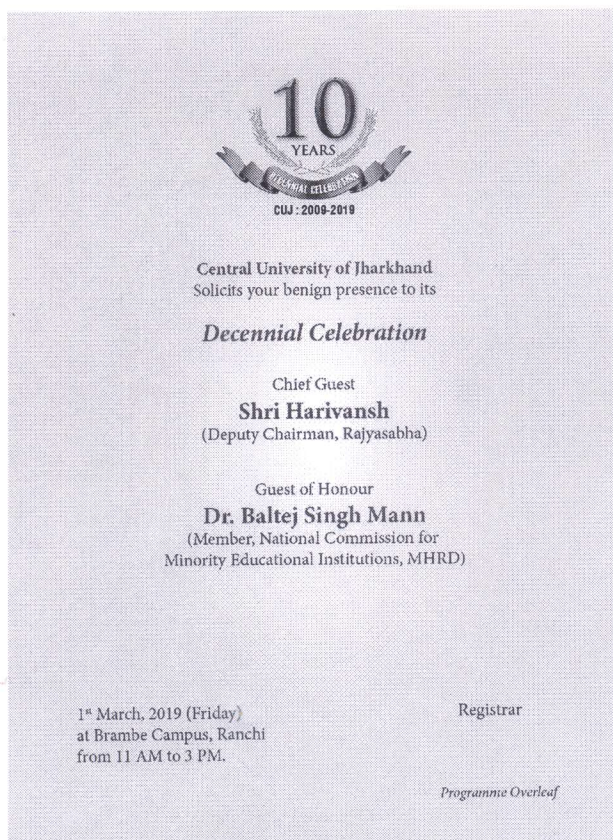 10
YEARS
DECENNIAL CELEBRATION
CUJ : 2009-2019
Central University of Jharkhand
Solicits your benign presence to its
Decennial Celebration
Chief Guest
Shri Harivansh
(Deputy Chairman, Rajyasabha)
Guest of Honour
Dr. Baltej Singh Mann
(Member, National Commission for
Minority Educational Institutions, MHRD)
1st March, 2019 (Friday)
at Brambe Campus, Ranchi
from 11 AM to 3 PM.
Registrar
Programme Overleaf